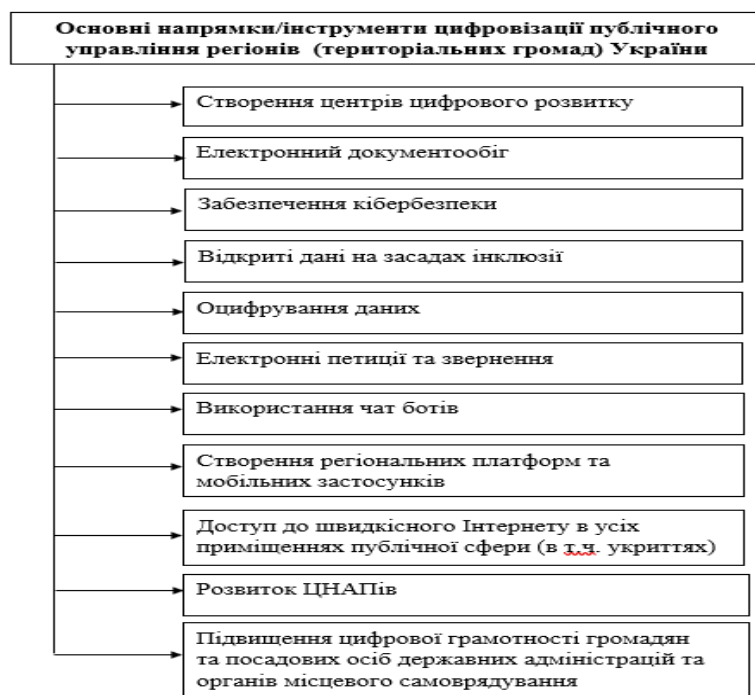 Основні напрямки/інструменти цифровізації публічного
управління регіонів (територіальних громад) України
Створення центрів цифрового розвитку
Електронний документообіг
Забезпечення кібербезпеки
Відкриті дані на засадах інклюзії
Оцифрування даних
Електронні петиції та звернення
Використання чат ботів
Створення регіональних платформ та
мобільних застосунків
Доступ до швидкісного Інтернету в усіх
приміщеннях публічної сфери (в т.ч. укриттях)
Розвиток ЦНАПів
Підвищення цифрової грамотності громадян
та посадових осіб державних адміністрацій та
органів місцевого самоврядування